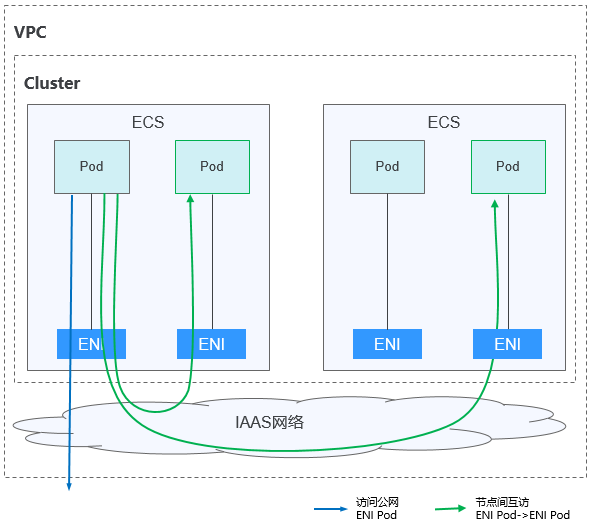 VPC
Cluster
ECS
ECS
Pod
Pod
Pod
Pod
ENI
ENI
ENI
ENI
IAAS网络
访问公网
ENI Pod
节点间互访
ENI Pod->ENI Pod